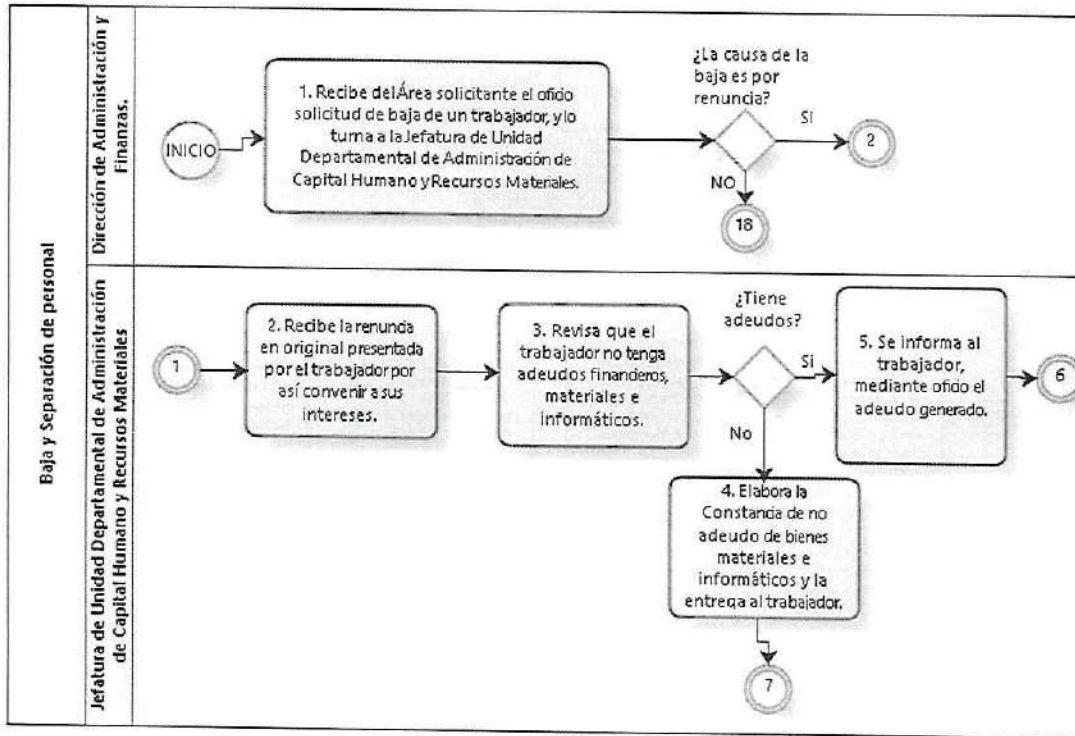 Baja y Separación de personal
Dirección de Administración y
Finanzas.
INICIO
1. Recibe del Área solicitante el oficio
solicitud de baja de un trabajador, y lo
turna a la Jefatura de Unidad
Departamental de Administración de
Capital Humano y Recursos Materiales.
¿La causa de la
baja es por
renuncia?
SI
2
NO
18
Jefatura de Unidad Departamental de Administración
de Capital Humano y Recursos Materiales
1
2. Recibe la renuncia
en original presentada
por el trabajador por
así convenir a sus
intereses.
3. Revisa que el
trabajador no tenga
adeudos financieros,
materiales e
informáticos.
¿Tiene
adeudos?
Si
5. Se informa al
trabajador,
mediante oficio el
adeudo generado.
6
No
4. Elabora la
Constancia de no
adeudo de bienes
materiales e
informáticos y la
entrega al trabajador.
7